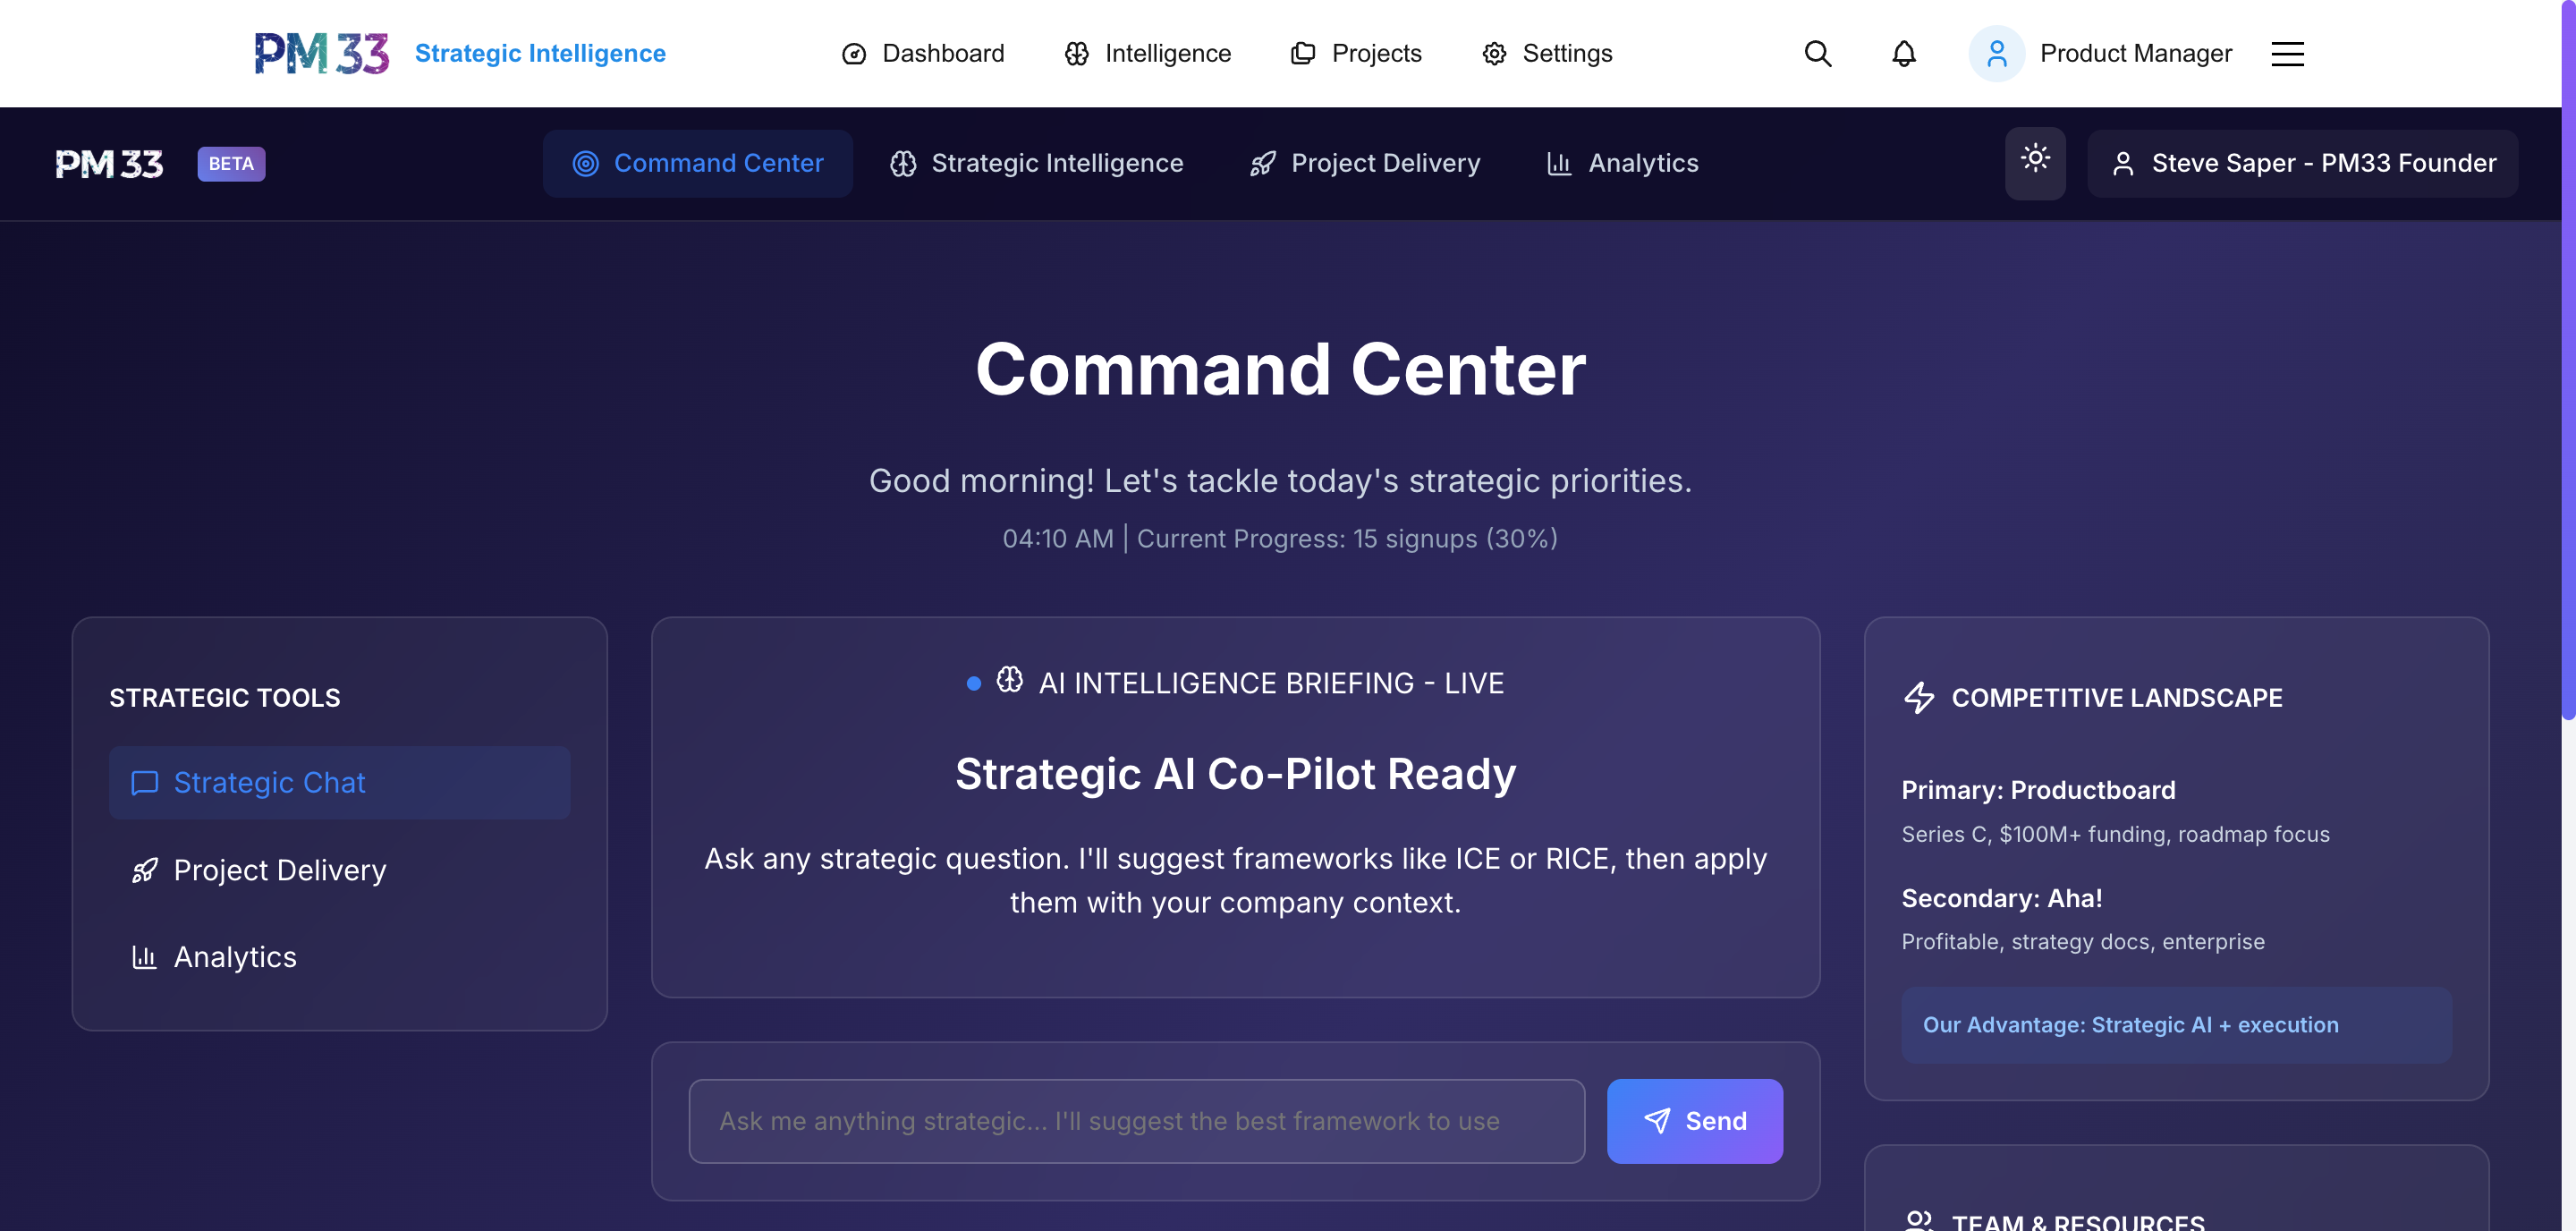 PM 33 Strategic Intelligence Dashboard Intelligence Projects Settings Product Manager
PM 33 BETA Command Center Strategic Intelligence Project Delivery Analytics Steve Saper - PM33 Founder
Command Center
Good morning! Let's tackle today's strategic priorities.
04:10 AM | Current Progress: 15 signups (30%)
STRATEGIC TOOLS
Strategic Chat
Project Delivery
Analytics
AI INTELLIGENCE BRIEFING - LIVE
Strategic AI Co-Pilot Ready
Ask any strategic question. I'll suggest frameworks like ICE or RICE, then apply
them with your company context.
Ask me anything strategic... I'll suggest the best framework to use
Send
COMPETITIVE LANDSCAPE
Primary: Productboard
Series C, $100M+ funding, roadmap focus
Secondary: Aha!
Profitable, strategy docs, enterprise
Our Advantage: Strategic AI + execution
TEAM & RESOURCES